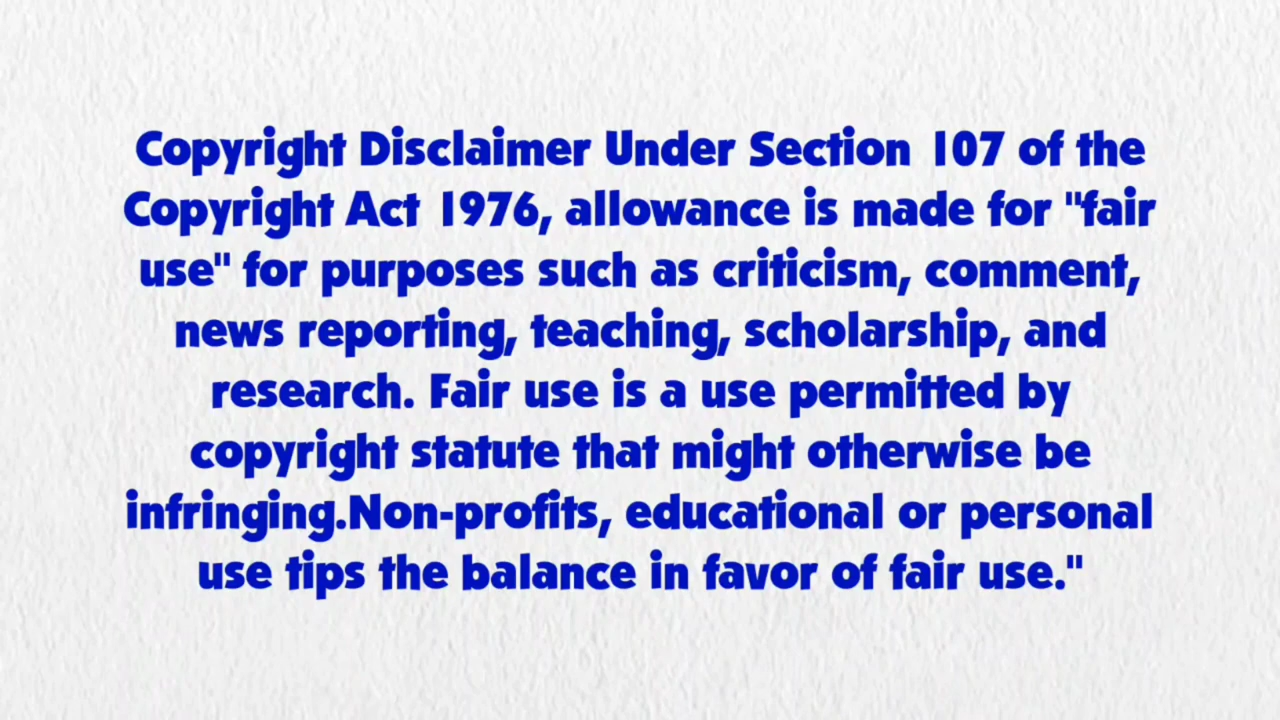 Copyright Disclaimer Under Section 107 of the
Copyright Act 1976, allowance is made for "fair
use" for purposes such as criticism, comment,
news reporting, teaching, scholarship, and
research. Fair use is a use permitted by
copyright statute that might otherwise be
infringing.Non-profits, educational or personal
use tips the balance in favor of fair use."